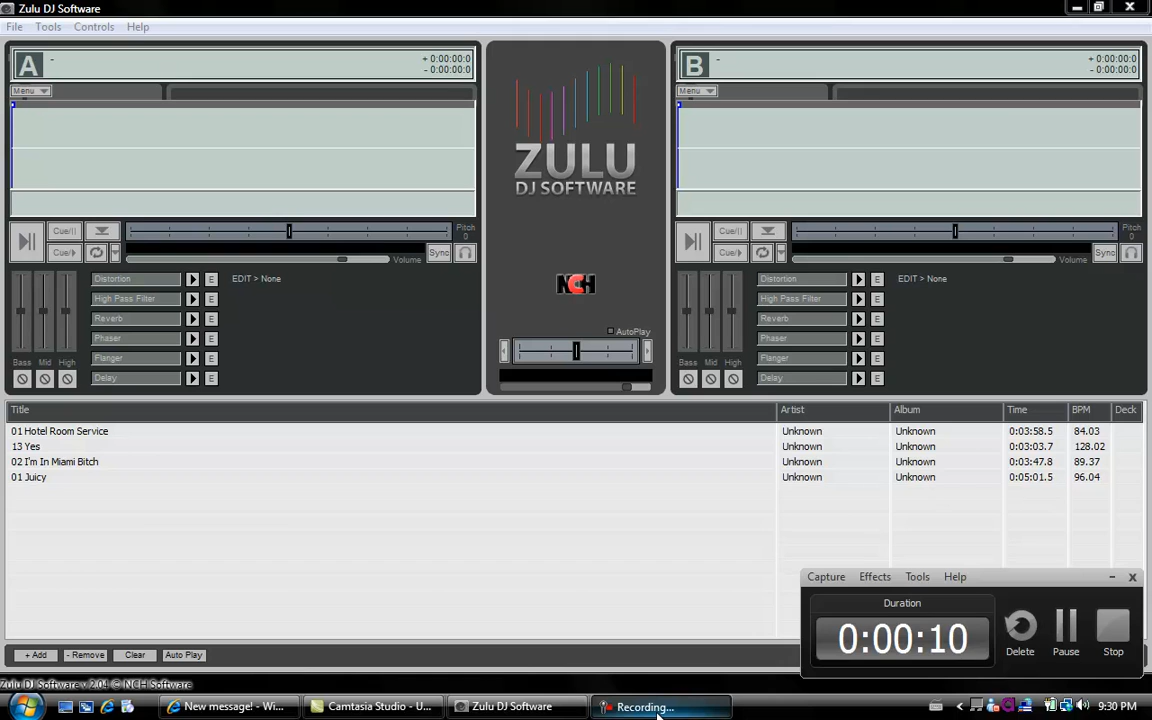 Zulu DJ Software
File Tools Controls Help
A - + 0:00:00:0
- 0:00:00:0
Menu
Cue/|| Pitch
0
Cue/▸ Volume Sync
Distortion E EDIT > None
High Pass Filter E
Reverb E
Phaser E
Bass Mid High Flanger E
Delay E
ZULU
DJ SOFTWARE
NCH
AutoPlay
B - + 0:00:00:0
- 0:00:00:0
Menu
Cue/|| Pitch
0
Cue/▸ Volume Sync
Distortion E EDIT > None
High Pass Filter E
Reverb E
Phaser E
Bass Mid High Flanger E
Delay E
Title Artist Album Time BPM Deck
01 Hotel Room Service Unknown Unknown 0:03:58.5 84.03
13 Yes Unknown Unknown 0:03:03.7 128.02
02 I'm In Miami Bitch Unknown Unknown 0:03:47.8 89.37
01 Juicy Unknown Unknown 0:05:01.5 96.04
Capture Effects Tools Help
Duration
0:00:10
Delete Pause Stop
+ Add - Remove Clear Auto Play
Zulu DJ Software v 2.04 © NCH Software
New message! - Wi... Camtasia Studio - U... Zulu DJ Software Recording... 9:30 PM